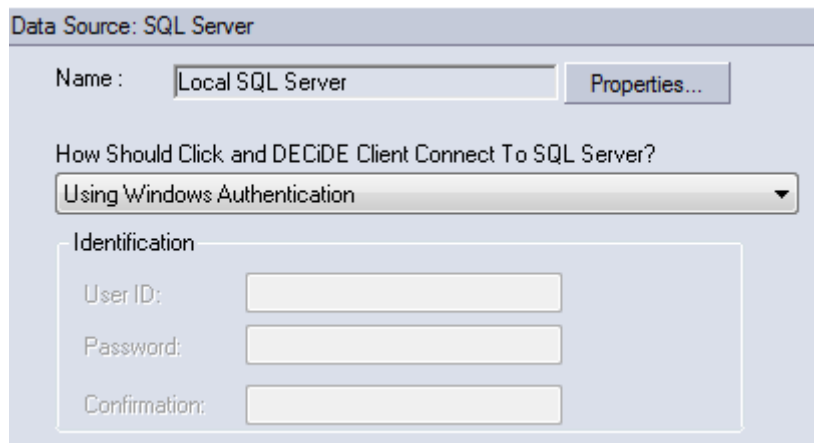 Data Source: SQL Server
Name : Local SQL Server Properties...
How Should Click and DECiDE Client Connect To SQL Server?
Using Windows Authentication
Identification
User ID:
Password:
Confirmation: